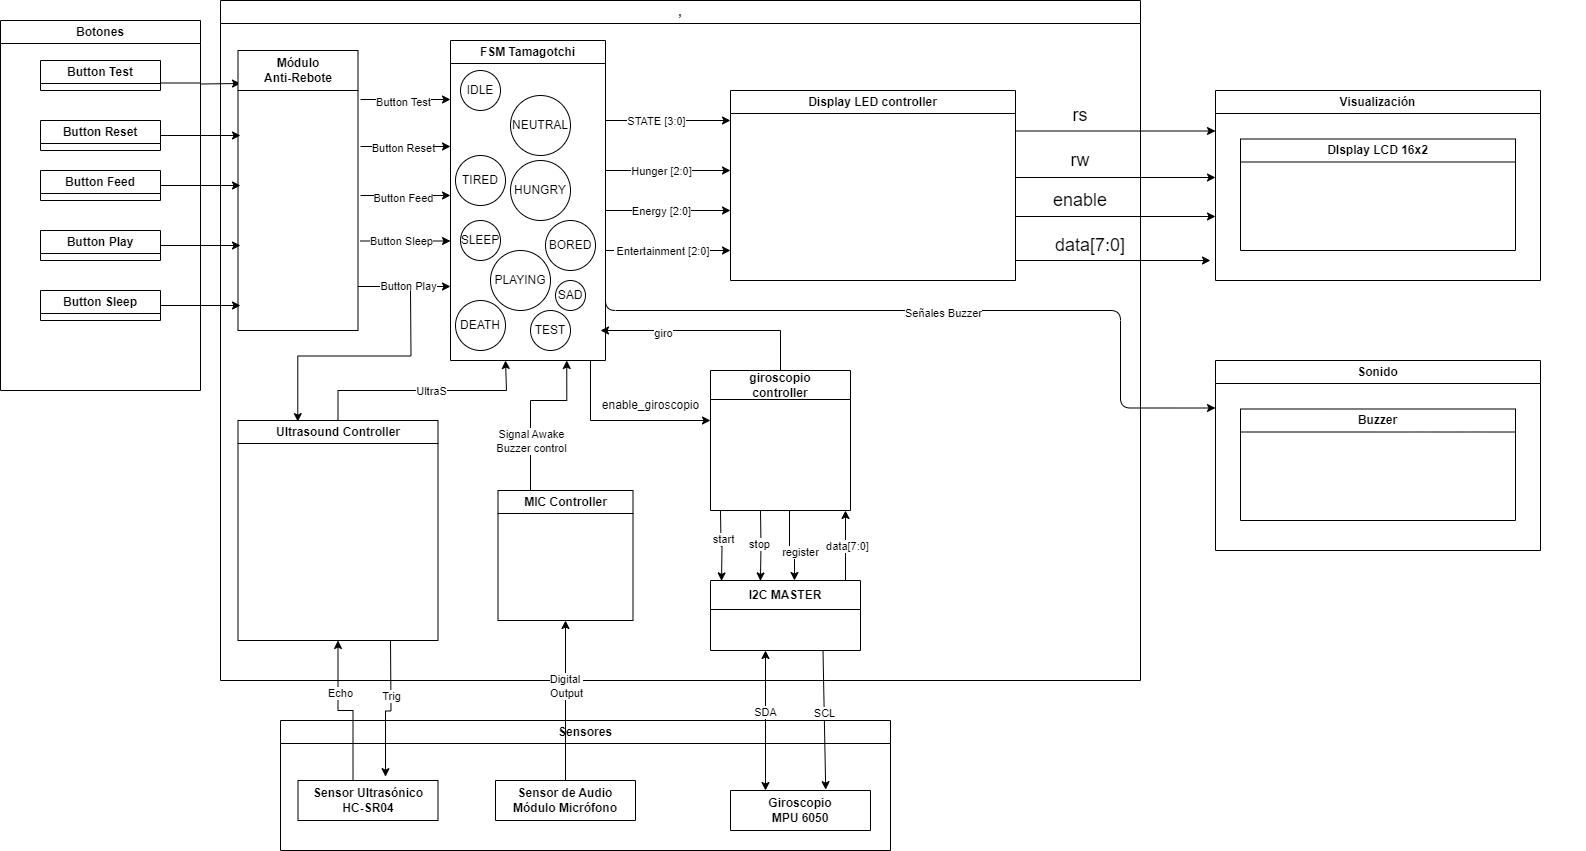 ,
Botones
Button Test
Button Reset
Button Feed
Button Play
Button Sleep
Módulo
Anti-Rebote
Button Test
Button Reset
Button Feed
Button Sleep
Button Play
FSM Tamagotchi
IDLE
NEUTRAL
TIRED
HUNGRY
SLEEP
BORED
PLAYING
SAD
DEATH
TEST
STATE [3:0]
Hunger [2:0]
Energy [2:0]
Entertainment [2:0]
Display LED controller
rs
rw
enable
data[7:0]
Visualización
DIsplay LCD 16x2
Señales Buzzer
giro
Sonido
Buzzer
UltraS
enable_giroscopio
giroscopio
controller
Ultrasound Controller
Signal Awake
Buzzer control
MIC Controller
start
stop
register
data[7:0]
I2C MASTER
Echo
Trig
Digital
Output
SDA
SCL
Sensores
Sensor Ultrasónico
HC-SR04
Sensor de Audio
Módulo Micrófono
Giroscopio
MPU 6050